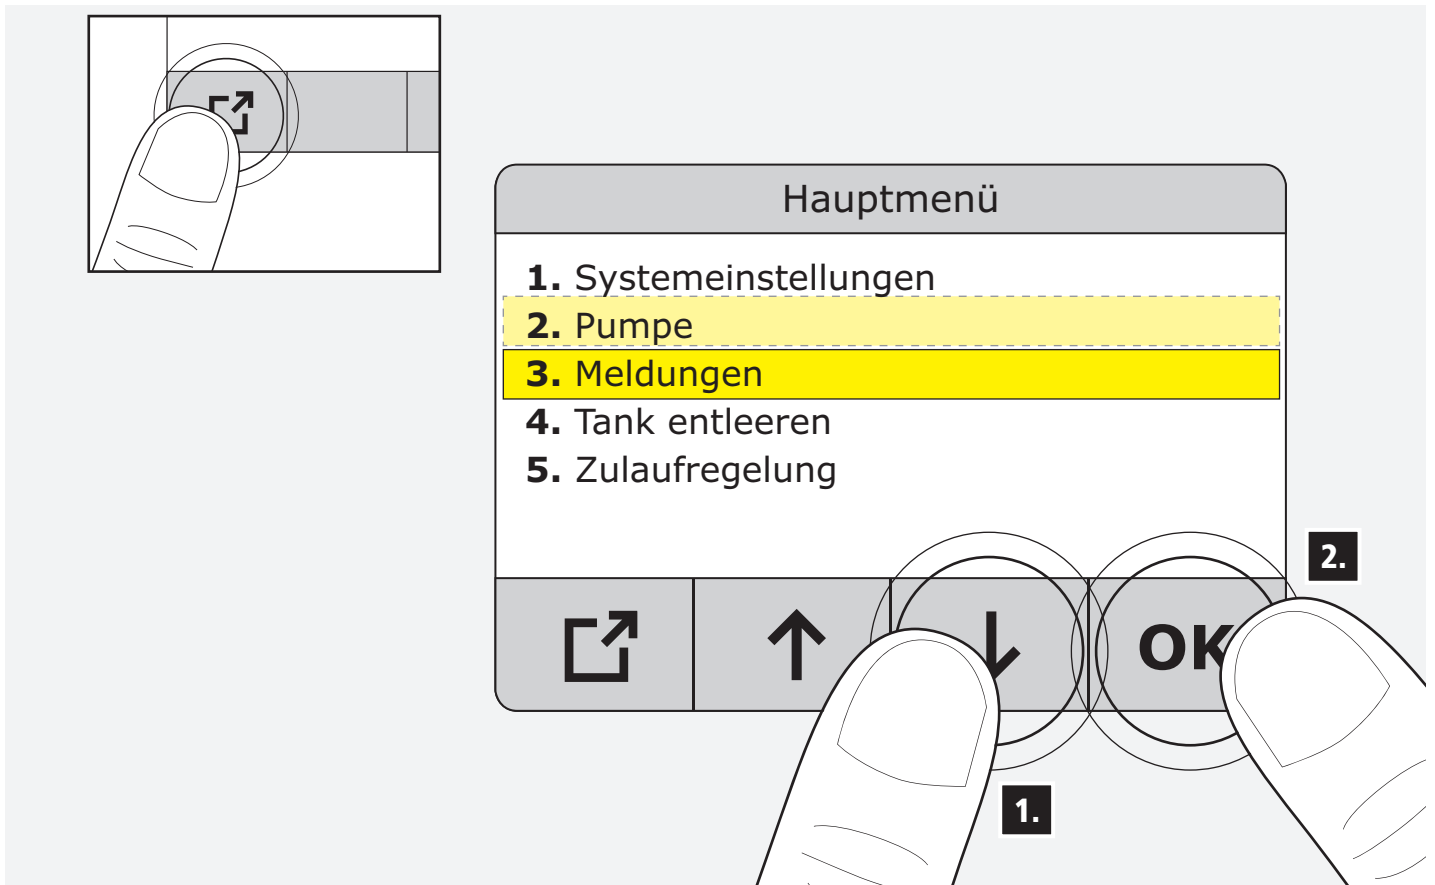 Hauptmenü
1. Systemeinstellungen
2. Pumpe
3. Meldungen
4. Tank entleeren
5. Zulaufregelung
2.
OK
1.